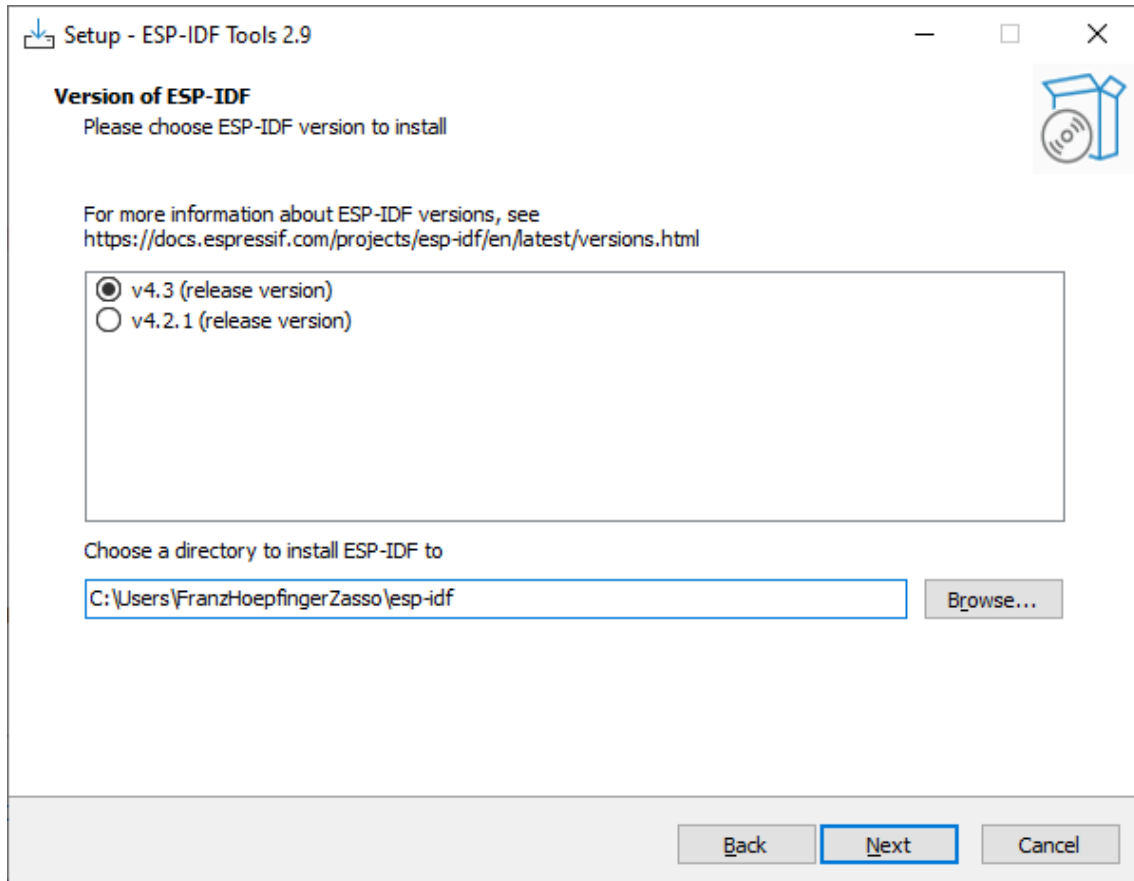 Setup - ESP-IDF Tools 2.9
Version of ESP-IDF
Please choose ESP-IDF version to install
For more information about ESP-IDF versions, see
https://docs.espressif.com/projects/esp-idf/en/latest/versions.html
v4.3 (release version)
v4.2.1 (release version)
Choose a directory to install ESP-IDF to
C:\Users\FranzHoepfingerZasso\esp-idf
Browse...
Back
Next
Cancel